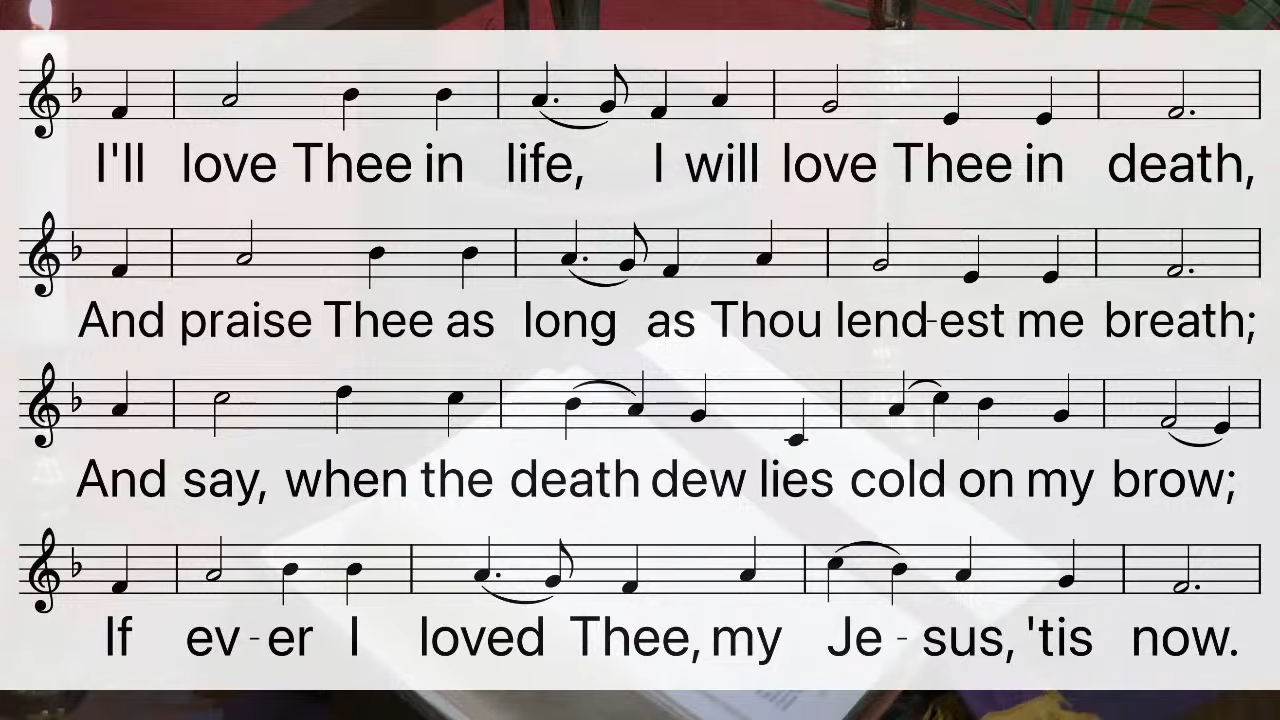 I'll love Thee in life, I will love Thee in death,
And praise Thee as long as Thou lend-est me breath;
And say, when the death dew lies cold on my brow;
If ev-er I loved Thee, my Je-sus, 'tis now.